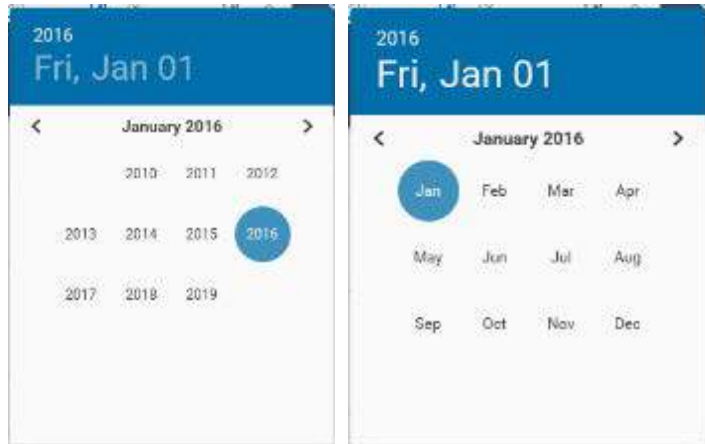 2016
Fri, Jan 01
January 2016
2010 2011 2012
2013 2014 2015 2016
2017 2018 2019
2016
Fri, Jan 01
January 2016
Jan Feb Mar Apr
May Jun Jul Aug
Sep Oct Nov Dec